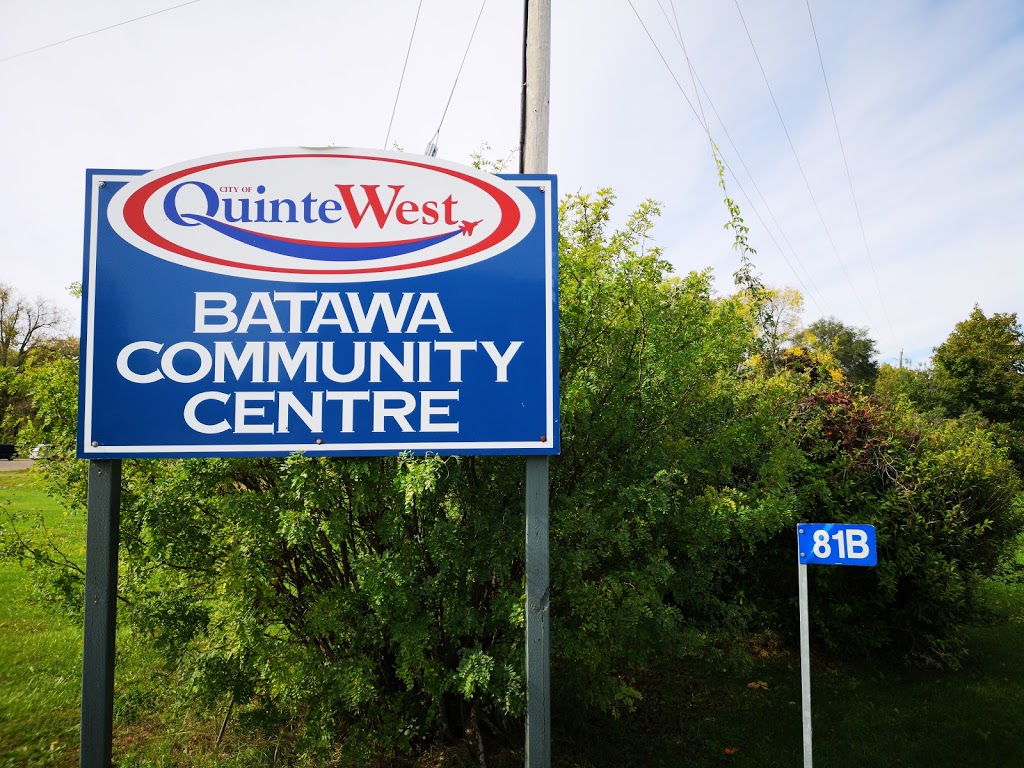 CITY OF
QuinteWest
BATAWA
COMMUNITY
CENTRE
81B